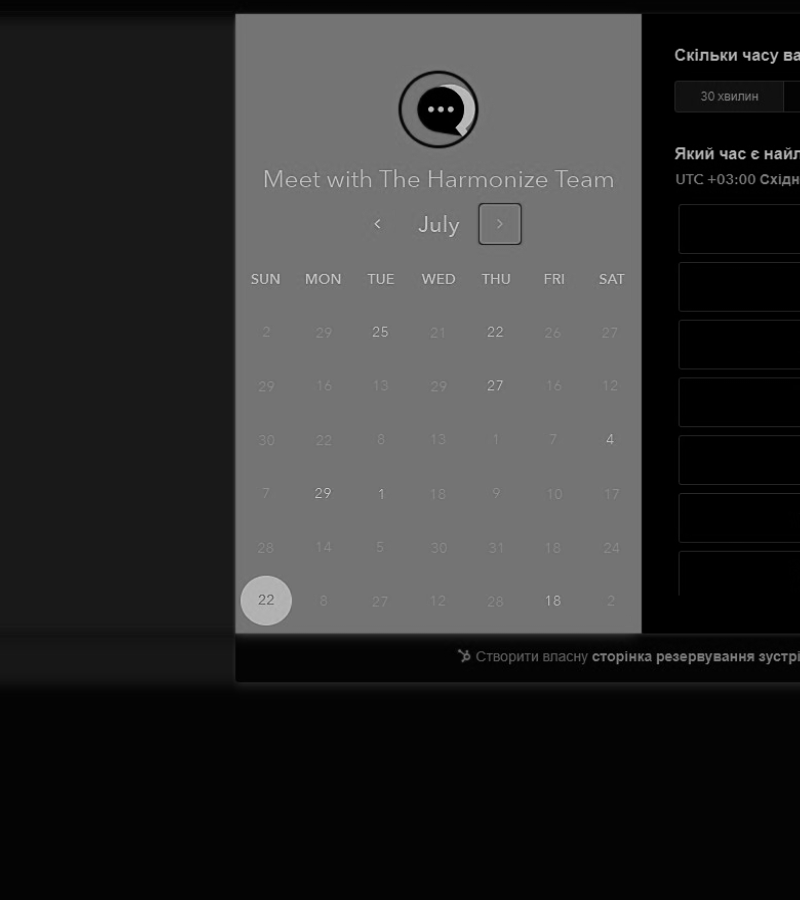 Meet with The Harmonize Team
July
SUN MON TUE WED THU FRI SAT
2 29 25 21 22 26 27
29 16 13 29 27 16 12
30 22 8 13 1 7 4
7 29 1 18 9 10 17
28 14 5 30 31 18 24
22 8 27 12 28 18 2
Скільки часу ва
30 хвилин
Який час є найл
UTC +03:00 Східн
Створити власну сторінка резервування зустрі